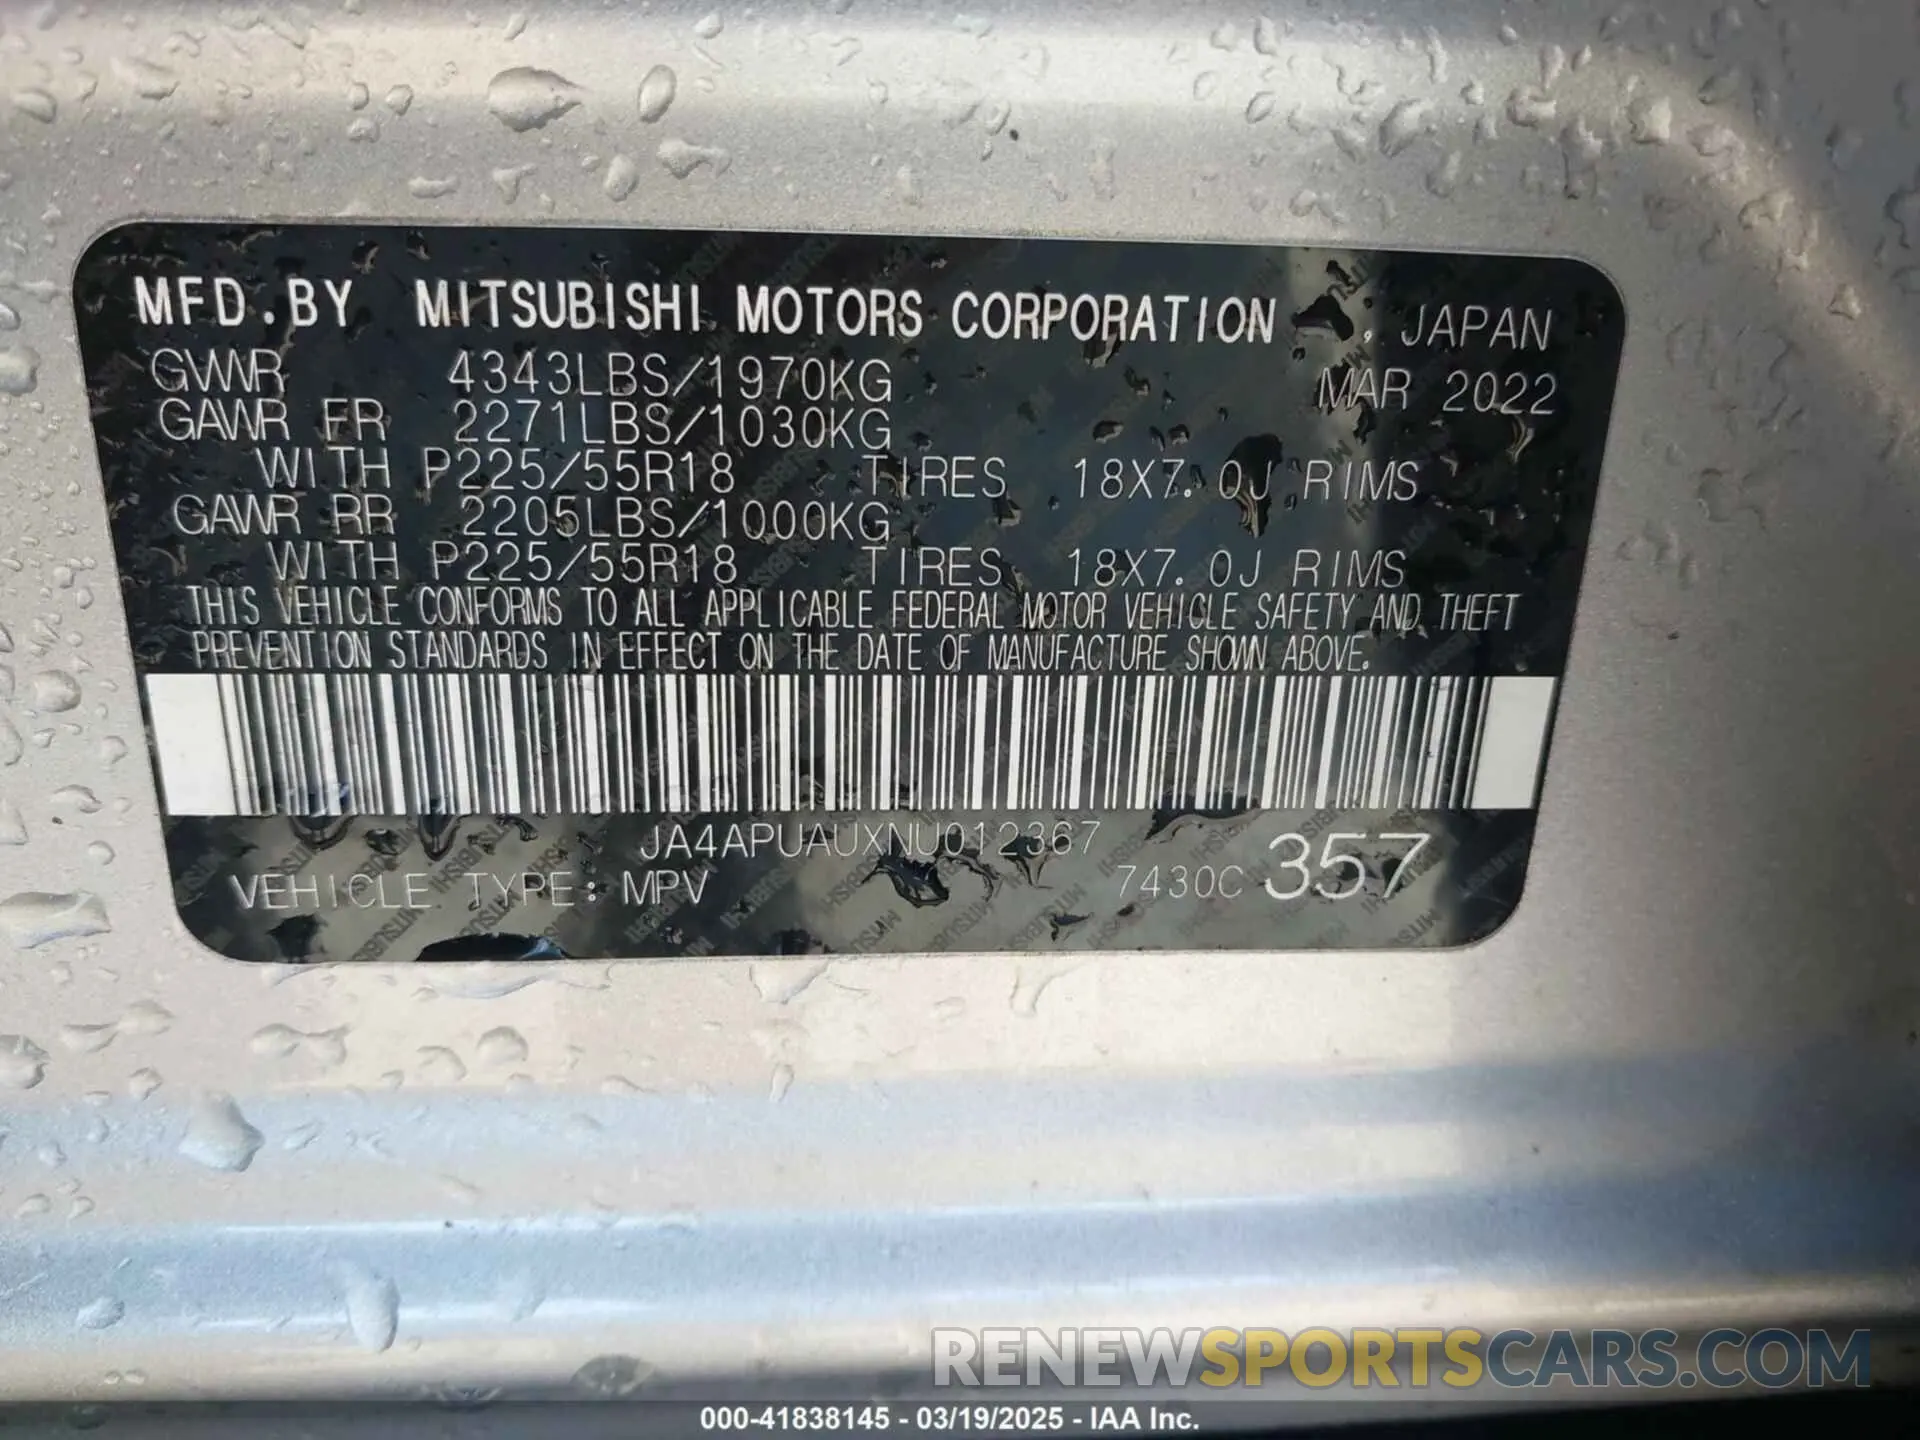 MFD.BY MITSUBISHI MOTORS CORPORATION , JAPAN
GVWR 4343LBS/1970KG MAR 2022
GAWR FR 2271LBS/1030KG
WITH P225/55R18 TIRES 18X7.0J RIMS
GAWR RR 2205LBS/1000KG
WITH P225/55R18 TIRES 18X7.0J RIMS
THIS VEHICLE CONFORMS TO ALL APPLICABLE FEDERAL MOTOR VEHICLE SAFETY AND THEFT
PREVENTION STANDARDS IN EFFECT ON THE DATE OF MANUFACTURE SHOWN ABOVE.
JA4APUAUXNU012367
VEHICLE TYPE: MPV 7430C 357
RENEWSPORTSCARS.COM
000-41838145 - 03/19/2025 - IAA Inc.